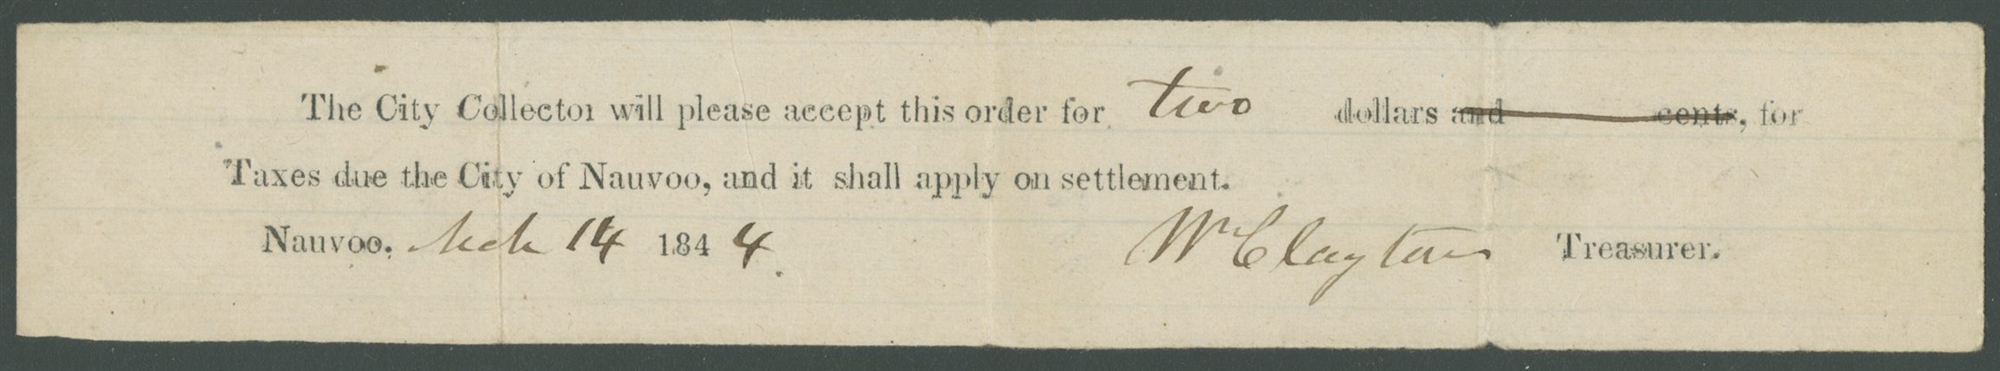 The City Collector will please accept this order for two dollars and cents, for
Taxes due the City of Nauvoo, and it shall apply on settlement.
Nauvoo, Mch 14 1844. Wm Clayton Treasurer.